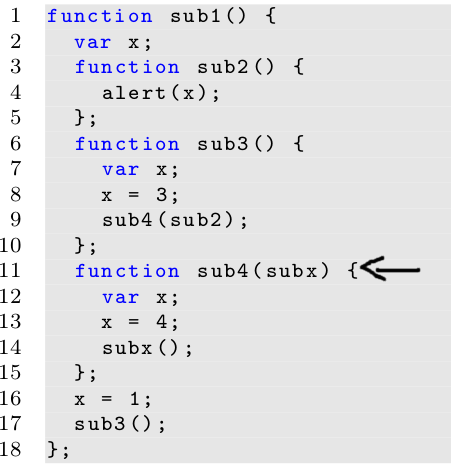 1 function sub1() {
2 var x;
3 function sub2() {
4 alert(x);
5 };
6 function sub3() {
7 var x;
8 x = 3;
9 sub4(sub2);
10 };
11 function sub4(subx) {
12 var x;
13 x = 4;
14 subx();
15 };
16 x = 1;
17 sub3();
18 };